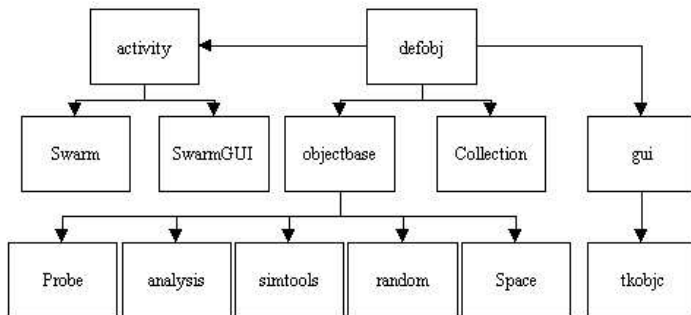 activity
defobj
Swarm
SwarmGUI
objectbase
Collection
gui
Probe
analysis
simtools
random
Space
tkobjc